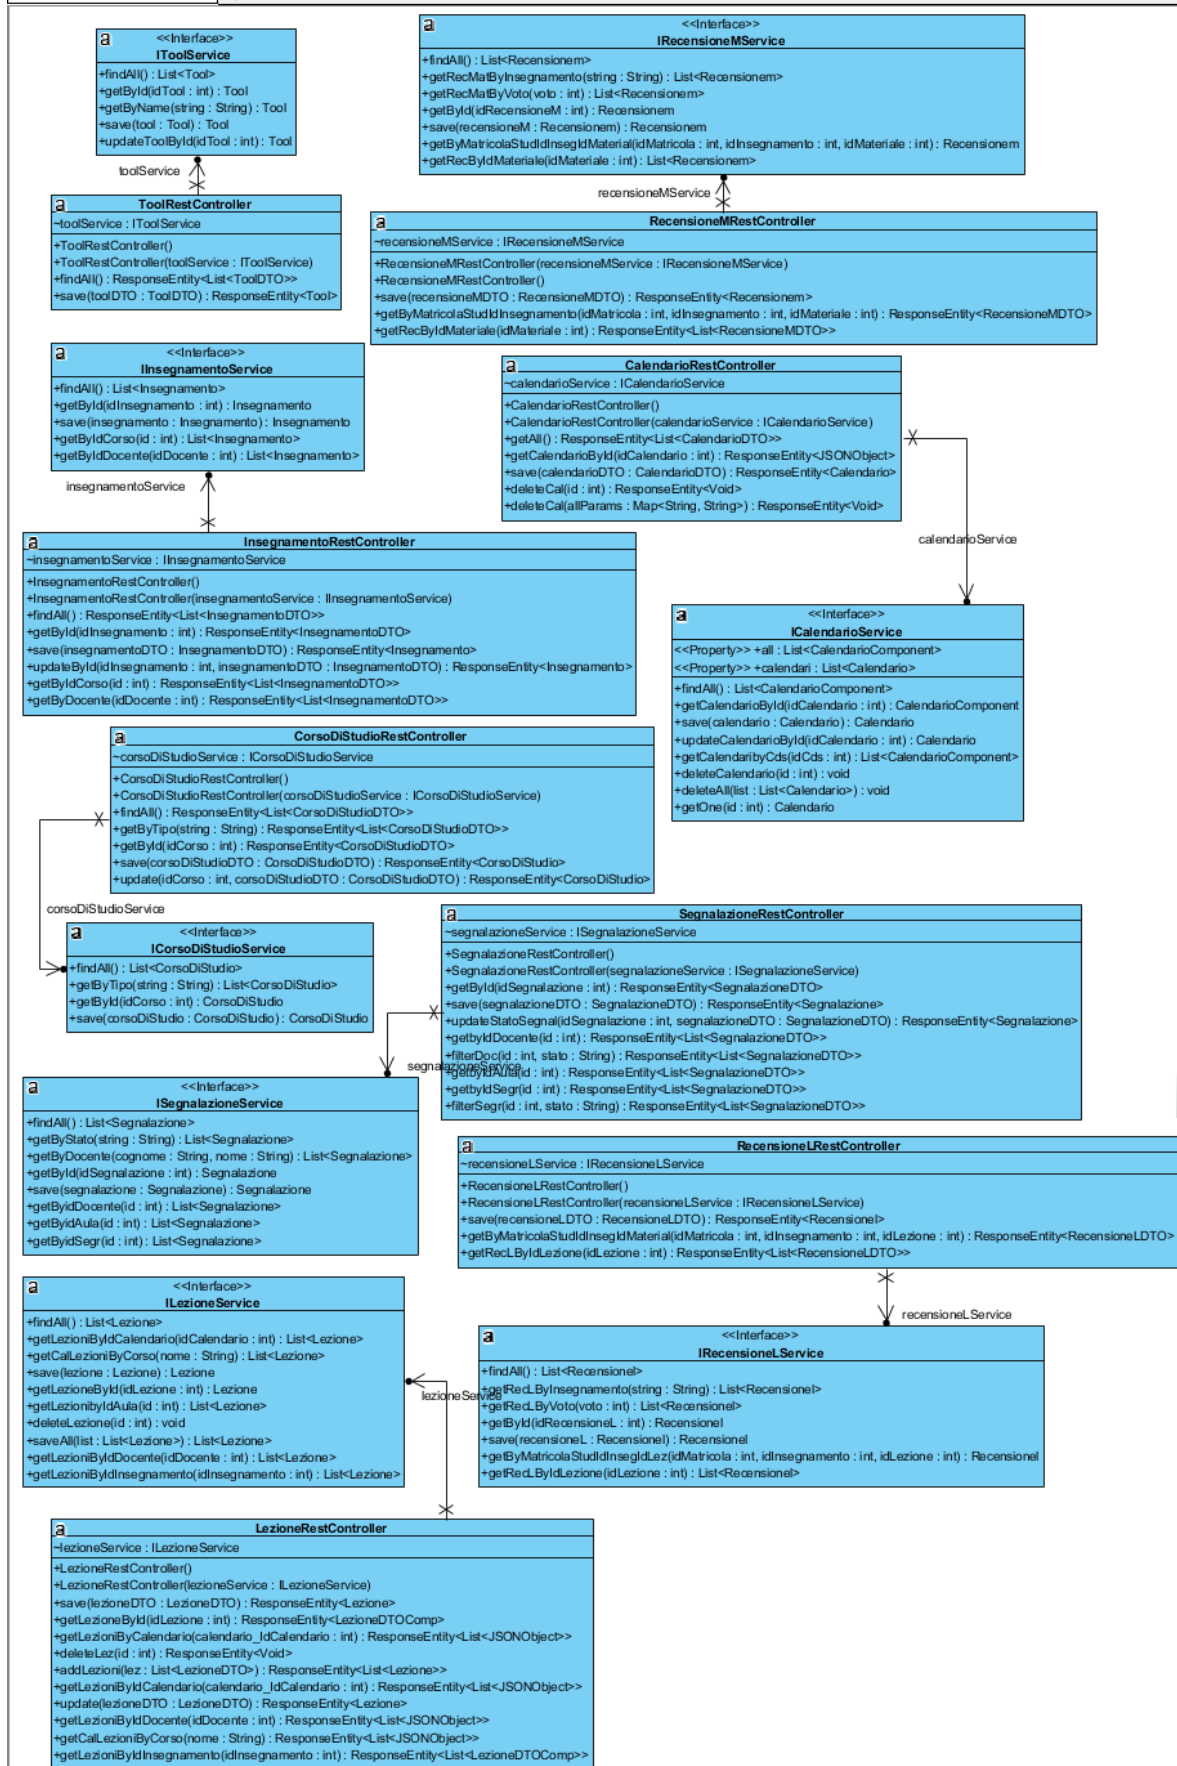 <<Interface>>
IToolService
+findAll() : List<Tool>
+getById(idTool : int) : Tool
+getByName(string : String) : Tool
+save(tool : Tool) : Tool
+updateToolById(idTool : int) : Tool
toolService
ToolRestController
~toolService : IToolService
+ToolRestController()
+ToolRestController(toolService : IToolService)
+findAll() : ResponseEntity<List<ToolDTO>>
+save(toolDTO : ToolDTO) : ResponseEntity<Tool>
<<Interface>>
IRecensioneMService
+findAll() : List<Recensionem>
+getRecMatByInsegnamento(string : String) : List<Recensionem>
+getRecMatByVoto(voto : int) : List<Recensionem>
+getById(idRecensioneM : int) : Recensionem
+save(recensioneM : Recensionem) : Recensionem
+getByMatricolaStudIdInsegIdMaterial(idMatricola : int, idInsegnamento : int, idMateriale : int) : Recensionem
+getRecByIdMateriale(idMateriale : int) : List<Recensionem>
recensioneMService
RecensioneMRestController
~recensioneMService : IRecensioneMService
+RecensioneMRestController(recensioneMService : IRecensioneMService)
+RecensioneMRestController()
+save(recensioneMDTO : RecensioneMDTO) : ResponseEntity<Recensionem>
+getByMatricolaStudIdInsegnamento(idMatricola : int, idInsegnamento : int, idMateriale : int) : ResponseEntity<RecensioneMDTO>
+getRecByIdMateriale(idMateriale : int) : ResponseEntity<List<RecensioneMDTO>>
<<Interface>>
IInsegnamentoService
+findAll() : List<Insegnamento>
+getById(idInsegnamento : int) : Insegnamento
+save(insegnamento : Insegnamento) : Insegnamento
+getByIdCorso(id : int) : List<Insegnamento>
+getByIdDocente(idDocente : int) : List<Insegnamento>
insegnamentoService
CalendarioRestController
~calendarioService : ICalendarioService
+CalendarioRestController()
+CalendarioRestController(calendarioService : ICalendarioService)
+getAll() : ResponseEntity<List<CalendarioDTO>>
+getCalendarioById(idCalendario : int) : ResponseEntity<JSONObject>
+save(calendarioDTO : CalendarioDTO) : ResponseEntity<Calendario>
+deleteCal(id : int) : ResponseEntity<Void>
+deleteCal(allParams : Map<String, String>) : ResponseEntity<Void>
calendarioService
InsegnamentoRestController
~insegnamentoService : IInsegnamentoService
+InsegnamentoRestController()
+InsegnamentoRestController(insegnamentoService : IInsegnamentoService)
+findAll() : ResponseEntity<List<InsegnamentoDTO>>
+getById(idInsegnamento : int) : ResponseEntity<InsegnamentoDTO>
+save(insegnamentoDTO : InsegnamentoDTO) : ResponseEntity<Insegnamento>
+updateById(idInsegnamento : int, insegnamentoDTO : InsegnamentoDTO) : ResponseEntity<Insegnamento>
+getByIdCorso(id : int) : ResponseEntity<List<InsegnamentoDTO>>
+getByDocente(idDocente : int) : ResponseEntity<List<InsegnamentoDTO>>
<<Interface>>
ICalendarioService
<<Property>> +all : List<CalendarioComponent>
<<Property>> +calendari : List<Calendario>
+findAll() : List<CalendarioComponent>
+getCalendarioById(idCalendario : int) : CalendarioComponent
+save(calendario : Calendario) : Calendario
+updateCalendarioById(idCalendario : int) : Calendario
+getCalendaribyCds(idCds : int) : List<CalendarioComponent>
+deleteCalendario(id : int) : void
+deleteAll(list : List<Calendario>) : void
+getOne(id : int) : Calendario
CorsoDiStudioRestController
~corsoDiStudioService : ICorsoDiStudioService
+CorsoDiStudioRestController()
+CorsoDiStudioRestController(corsoDiStudioService : ICorsoDiStudioService)
+findAll() : ResponseEntity<List<CorsoDiStudioDTO>>
+getByTipo(string : String) : ResponseEntity<List<CorsoDiStudioDTO>>
+getById(idCorso : int) : ResponseEntity<CorsoDiStudioDTO>
+save(corsoDiStudioDTO : CorsoDiStudioDTO) : ResponseEntity<CorsoDiStudio>
+update(idCorso : int, corsoDiStudioDTO : CorsoDiStudioDTO) : ResponseEntity<CorsoDiStudio>
corsoDiStudioService
<<Interface>>
ICorsoDiStudioService
+findAll() : List<CorsoDiStudio>
+getByTipo(string : String) : List<CorsoDiStudio>
+getById(idCorso : int) : CorsoDiStudio
+save(corsoDiStudio : CorsoDiStudio) : CorsoDiStudio
SegnalazioneRestController
~segnalazioneService : ISegnalazioneService
+SegnalazioneRestController()
+SegnalazioneRestController(segnalazioneService : ISegnalazioneService)
+getById(idSegnalazione : int) : ResponseEntity<SegnalazioneDTO>
+save(segnalazioneDTO : SegnalazioneDTO) : ResponseEntity<Segnalazione>
+updateStatoSegnal(idSegnalazione : int, segnalazioneDTO : SegnalazioneDTO) : ResponseEntity<Segnalazione>
+getbyIdDocente(id : int) : ResponseEntity<List<SegnalazioneDTO>>
+filterDoc(id : int, stato : String) : ResponseEntity<List<SegnalazioneDTO>>
+getbyIdAula(id : int) : ResponseEntity<List<SegnalazioneDTO>>
+getbyIdSegr(id : int) : ResponseEntity<List<SegnalazioneDTO>>
+filterSegr(id : int, stato : String) : ResponseEntity<List<SegnalazioneDTO>>
segnalazioneService
<<Interface>>
ISegnalazioneService
+findAll() : List<Segnalazione>
+getByStato(string : String) : List<Segnalazione>
+getByDocente(cognome : String, nome : String) : List<Segnalazione>
+getById(idSegnalazione : int) : Segnalazione
+save(segnalazione : Segnalazione) : Segnalazione
+getByidDocente(id : int) : List<Segnalazione>
+getByidAula(id : int) : List<Segnalazione>
+getByidSegr(id : int) : List<Segnalazione>
RecensioneLRestController
~recensioneLService : IRecensioneLService
+RecensioneLRestController()
+RecensioneLRestController(recensioneLService : IRecensioneLService)
+save(recensioneLDTO : RecensioneLDTO) : ResponseEntity<Recensionel>
+getByMatricolaStudIdInsegIdMaterial(idMatricola : int, idInsegnamento : int, idLezione : int) : ResponseEntity<RecensioneLDTO>
+getRecLByIdLezione(idLezione : int) : ResponseEntity<List<RecensioneLDTO>>
recensioneLService
<<Interface>>
ILezioneService
+findAll() : List<Lezione>
+getLezioniByIdCalendario(idCalendario : int) : List<Lezione>
+getCalLezioniByCorso(nome : String) : List<Lezione>
+save(lezione : Lezione) : Lezione
+getLezioneById(idLezione : int) : Lezione
+getLezionibyIdAula(id : int) : List<Lezione>
+deleteLezione(id : int) : void
+saveAll(list : List<Lezione>) : List<Lezione>
+getLezioniByIdDocente(idDocente : int) : List<Lezione>
+getLezioniByIdInsegnamento(idInsegnamento : int) : List<Lezione>
lezioneService
<<Interface>>
IRecensioneLService
+findAll() : List<Recensionel>
+getRecLByInsegnamento(string : String) : List<Recensionel>
+getRecLByVoto(voto : int) : List<Recensionel>
+getById(idRecensioneL : int) : Recensionel
+save(recensioneL : Recensionel) : Recensionel
+getByMatricolaStudIdInsegIdLez(idMatricola : int, idInsegnamento : int, idLezione : int) : Recensionel
+getRecLByIdLezione(idLezione : int) : List<Recensionel>
LezioneRestController
~lezioneService : ILezioneService
+LezioneRestController()
+LezioneRestController(lezioneService : ILezioneService)
+save(lezioneDTO : LezioneDTO) : ResponseEntity<Lezione>
+getLezioneById(idLezione : int) : ResponseEntity<LezioneDTOComp>
+getLezioniByCalendario(calendario_IdCalendario : int) : ResponseEntity<List<JSONObject>>
+deleteLez(id : int) : ResponseEntity<Void>
+addLezioni(lez : List<LezioneDTO>) : ResponseEntity<List<Lezione>>
+getLezioniByIdCalendario(calendario_IdCalendario : int) : ResponseEntity<List<JSONObject>>
+update(lezioneDTO : LezioneDTO) : ResponseEntity<Lezione>
+getLezioniByIdDocente(idDocente : int) : ResponseEntity<List<JSONObject>>
+getCalLezioniByCorso(nome : String) : ResponseEntity<List<JSONObject>>
+getLezioniByIdInsegnamento(idInsegnamento : int) : ResponseEntity<List<LezioneDTOComp>>